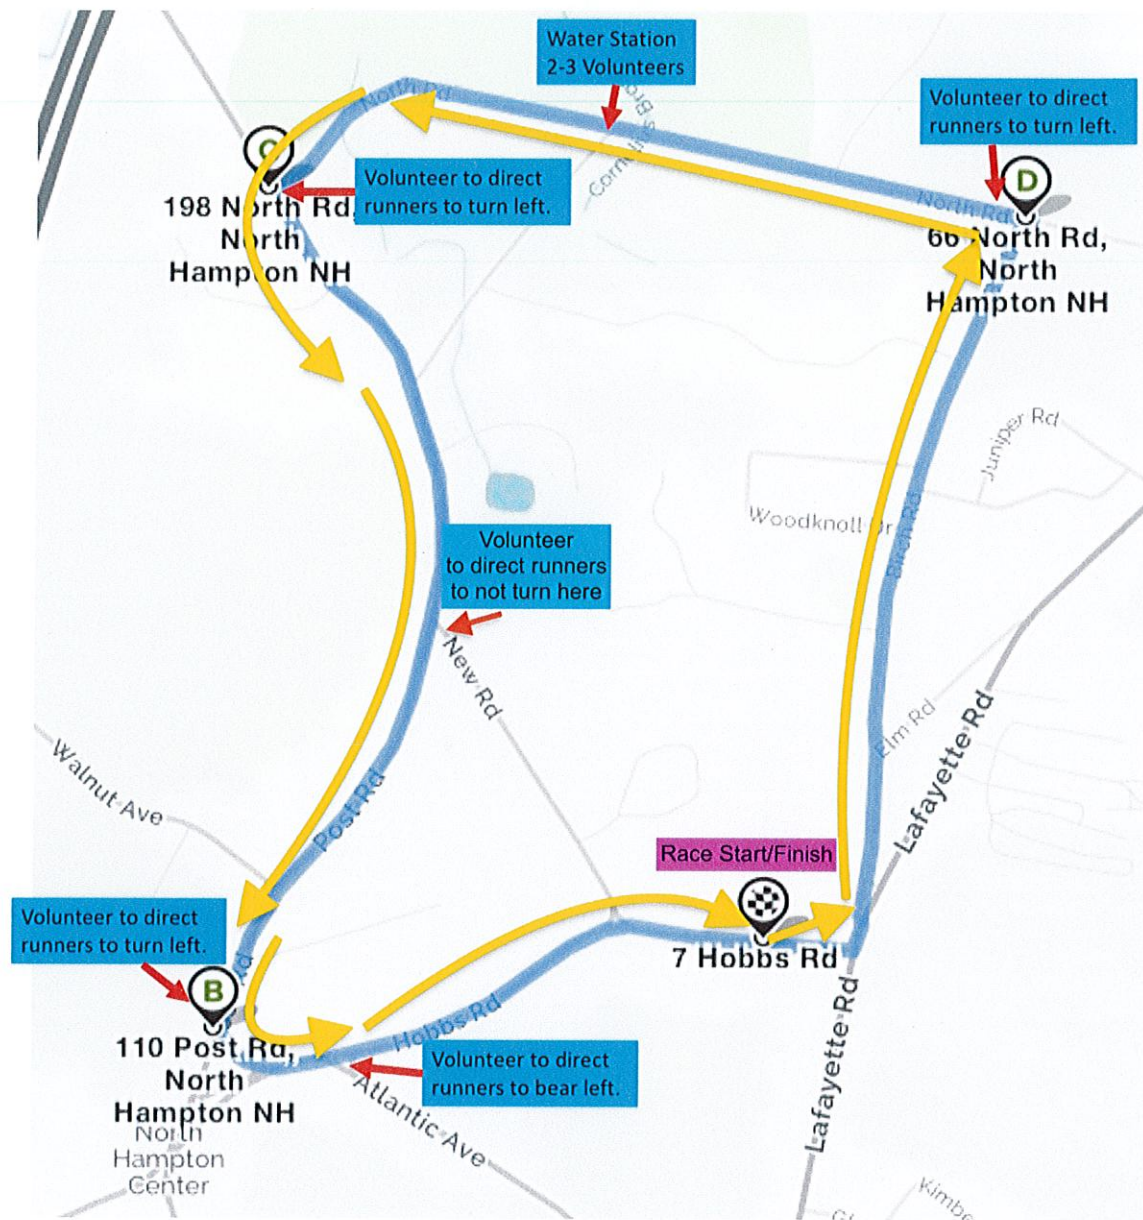 Water Station
2-3 Volunteers
Volunteer to direct
runners to turn left.
North Rd
Volunteer to direct
runners to turn left.
198 North Rd,
North
Hampton NH
D
North Rd
66 North Rd,
North
Hampton NH
Juniper Rd
Woodknoll Dr
Birch Rd
Volunteer
to direct runners
to not turn here
New Rd
Elm Rd
Lafayette Rd
Walnut Ave
Post Rd
Race Start/Finish
7 Hobbs Rd
Volunteer to direct
runners to turn left.
B
110 Post Rd,
North
Hampton NH
Hobbs Rd
Volunteer to direct
runners to bear left.
Atlantic Ave
Lafayette Rd
North
Hampton
Center